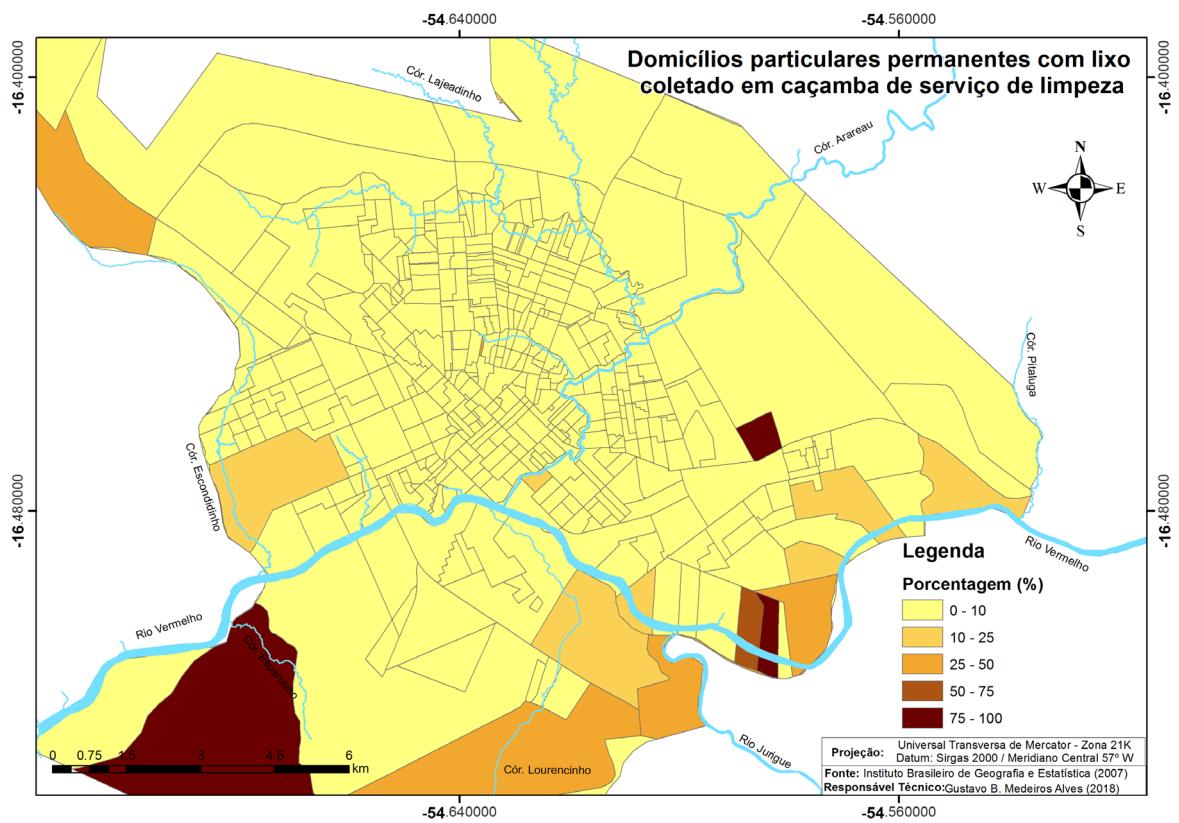 -54.640000
-54.560000
Domicílios particulares permanentes com lixo
coletado em caçamba de serviço de limpeza
-16.440000
-16.440000
Cór. Lajeadinho
Cór. Arareau
N
W
E
S
Cór. Pitaluga
Cór. Escondidinho
-16.480000
-16.480000
Rio Vermelho
Legenda
Porcentagem (%)
0 - 10
10 - 25
25 - 50
50 - 75
75 - 100
Rio Vermelho
Rio Jurigue
Cór. Lourencinho
0
0.75
1.5
3
4.5
6
km
Projeção:
Universal Transversa de Mercator - Zona 21K
Datum: Sirgas 2000 / Meridiano Central 57º W
Fonte: Instituto Brasileiro de Geografia e Estatística (2007)
Responsável Técnico:Gustavo B. Medeiros Alves (2018)
-54.640000
-54.560000